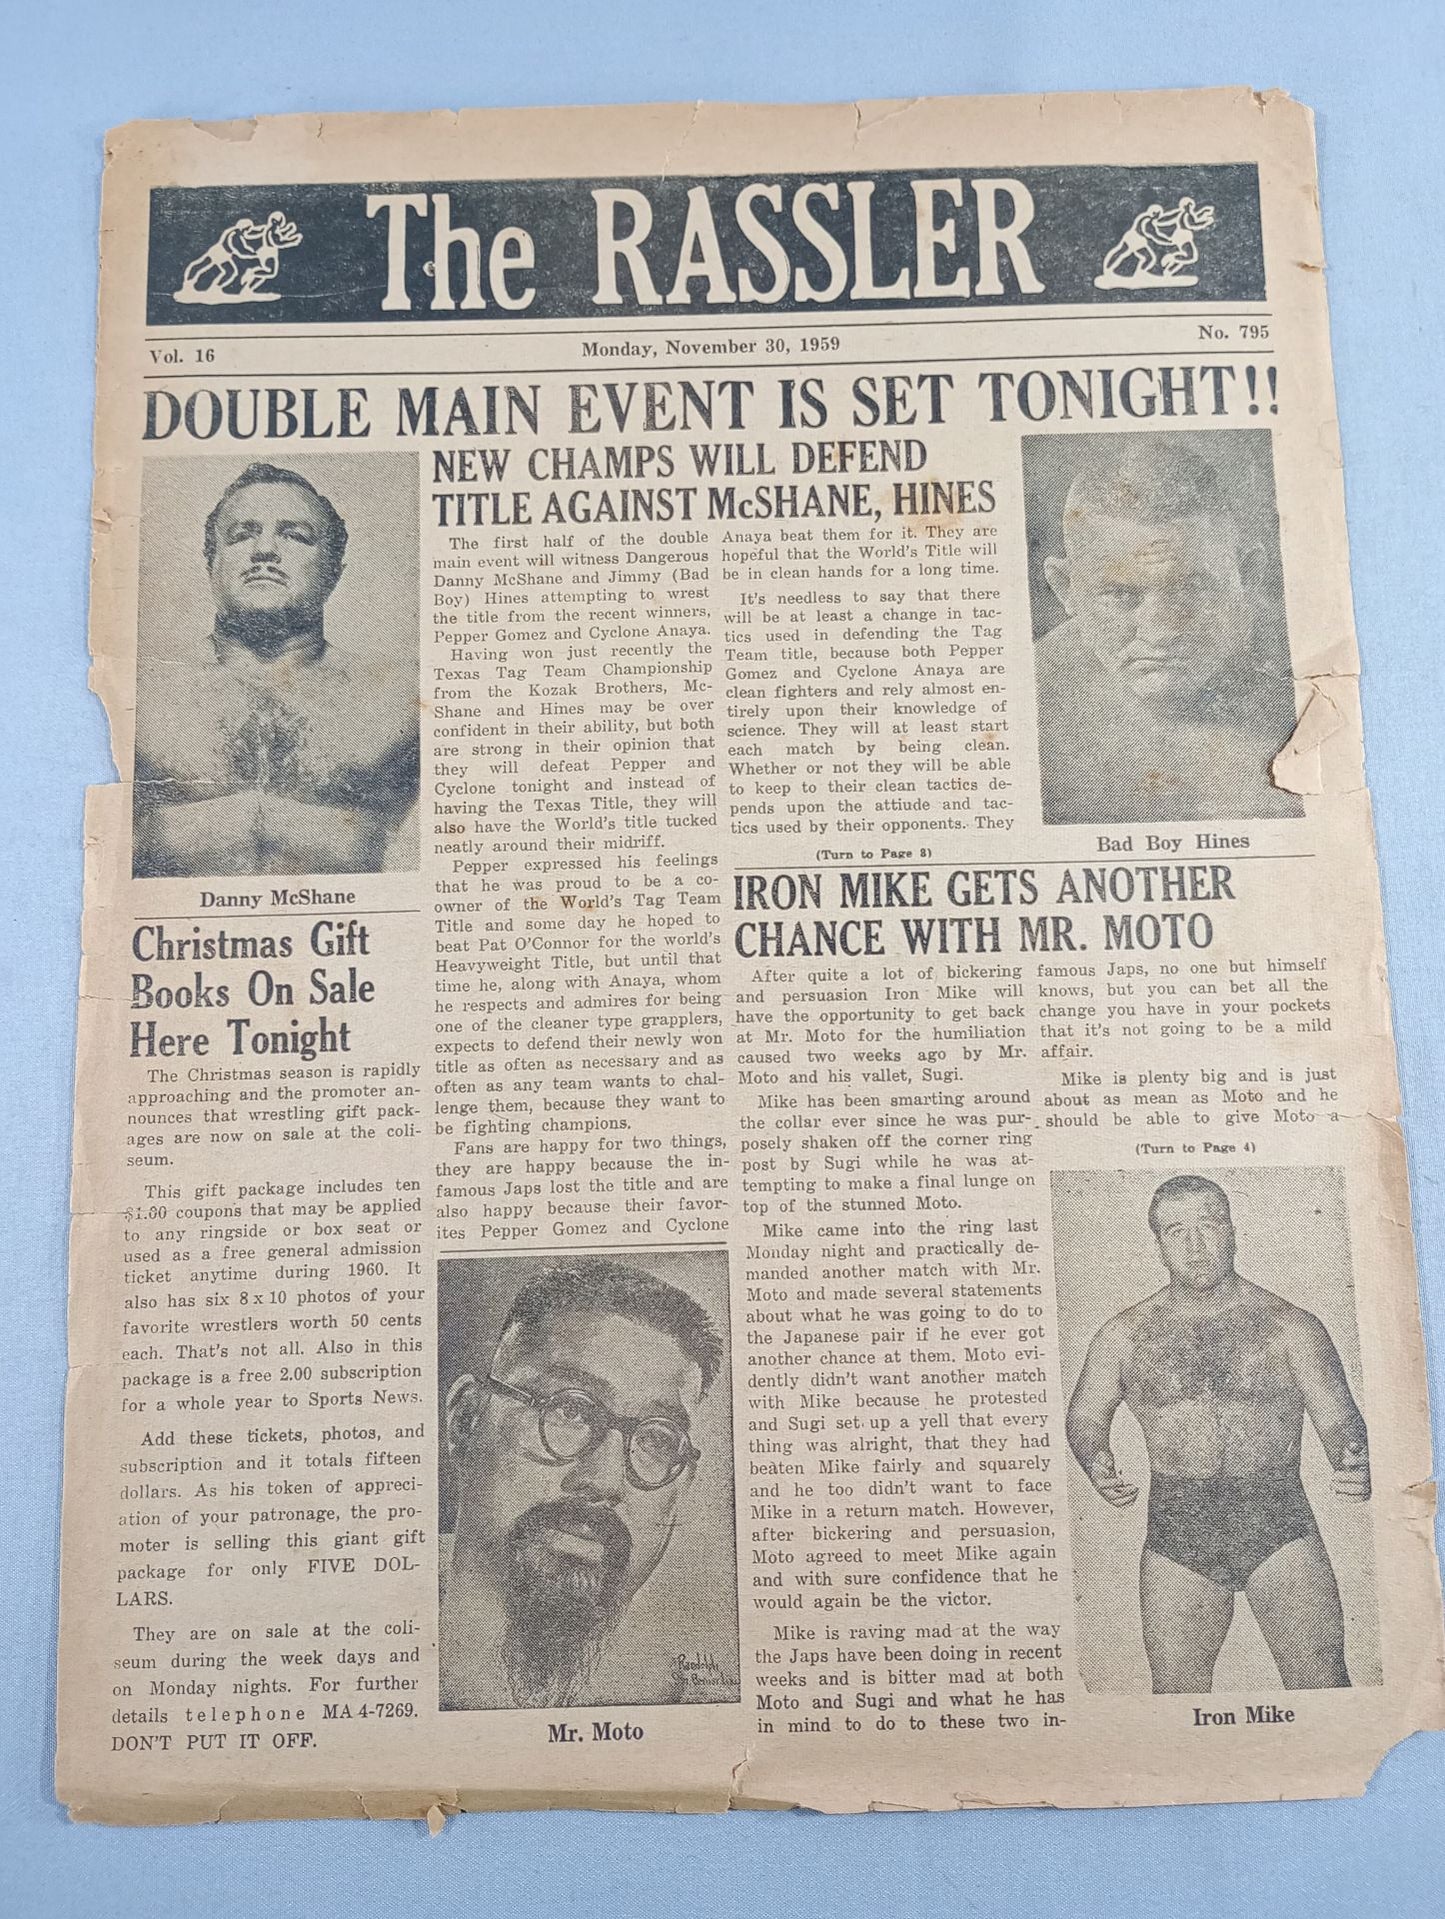 The RASSLER
Vol. 16
Monday, November 30, 1959
No. 795
DOUBLE MAIN EVENT IS SET TONIGHT!!
Danny McShane
Christmas Gift
Books On Sale
Here Tonight
The Christmas season is rapidly
approaching and the promoter an-
nounces that wrestling gift pack-
ages are now on sale at the coli-
seum.
This gift package includes ten
$1.00 coupons that may be applied
to any ringside or box seat or
used as a free general admission
ticket anytime during 1960. It
also has six 8 x 10 photos of your
favorite wrestlers worth 50 cents
each. That's not all. Also in this
package is a free 2.00 subscription
for a whole year to Sports News.
Add these tickets, photos, and
subscription and it totals fifteen
dollars. As his token of appreci-
ation of your patronage, the pro-
moter is selling this giant gift
package for only FIVE DOL-
LARS.
They are on sale at the coli-
seum during the week days and
on Monday nights. For further
details telephone MA 4-7269.
DON'T PUT IT OFF.
NEW CHAMPS WILL DEFEND
TITLE AGAINST McSHANE, HINES
The first half of the double
main event will witness Dangerous
Danny McShane and Jimmy (Bad
Boy) Hines attempting to wrest
the title from the recent winners,
Pepper Gomez and Cyclone Anaya.
Having won just recently the
Texas Tag Team Championship
from the Kozak Brothers, Mc-
Shane and Hines may be over
confident in their ability, but both
are strong in their opinion that
they will defeat Pepper and
Cyclone tonight and instead of
having the Texas Title, they will
also have the World's title tucked
neatly around their midriff.
Pepper expressed his feelings
that he was proud to be a co-
owner of the World's Tag Team
Title and some day he hoped to
beat Pat O'Connor for the world's
Heavyweight Title, but until that
time he, along with Anaya, whom
he respects and admires for being
one of the cleaner type grapplers,
expects to defend their newly won
title as often as necessary and as
often as any team wants to chal-
lenge them, because they want to
be fighting champions.
Fans are happy for two things,
they are happy because the in-
famous Japs lost the title and are
also happy because their favor-
ites Pepper Gomez and Cyclone
Anaya beat them for it. They are
hopeful that the World's Title will
be in clean hands for a long time.
It's needless to say that there
will be at least a change in tac-
tics used in defending the Tag
Team title, because both Pepper
Gomez and Cyclone Anaya are
clean fighters and rely almost en-
tirely upon their knowledge of
science. They will at least start
each match by being clean.
Whether or not they will be able
to keep to their clean tactics de-
pends upon the attiude and tac-
tics used by their opponents. They
(Turn to Page 8)
Bad Boy Hines
IRON MIKE GETS ANOTHER
CHANCE WITH MR. MOTO
After quite a lot of bickering
and persuasion Iron Mike will
have the opportunity to get back
at Mr. Moto for the humiliation
caused two weeks ago by Mr.
Moto and his vallet, Sugi.
Mike has been smarting around
the collar ever since he was pur-
posely shaken off the corner ring
post by Sugi while he was at-
tempting to make a final lunge on
top of the stunned Moto.
Mike came into the ring last
Monday night and practically de-
manded another match with Mr.
Moto and made several statements
about what he was going to do to
the Japanese pair if he ever got
another chance at them. Moto evi-
dently didn't want another match
with Mike because he protested
and Sugi set up a yell that every
thing was alright, that they had
beaten Mike fairly and squarely
and he too didn't want to face
Mike in a return match. However,
after bickering and persuasion,
Moto agreed to meet Mike again
and with sure confidence that he
would again be the victor.
Mike is raving mad at the way
the Japs have been doing in recent
weeks and is bitter mad at both
Moto and Sugi and what he has
in mind to do to these two in-
famous Japs, no one but himself
knows, but you can bet all the
change you have in your pockets
that it's not going to be a mild
affair.
Mike is plenty big and is just
about as mean as Moto and he
should be able to give Moto a
(Turn to Page 4)
Randolph
Mr. Moto
Iron Mike